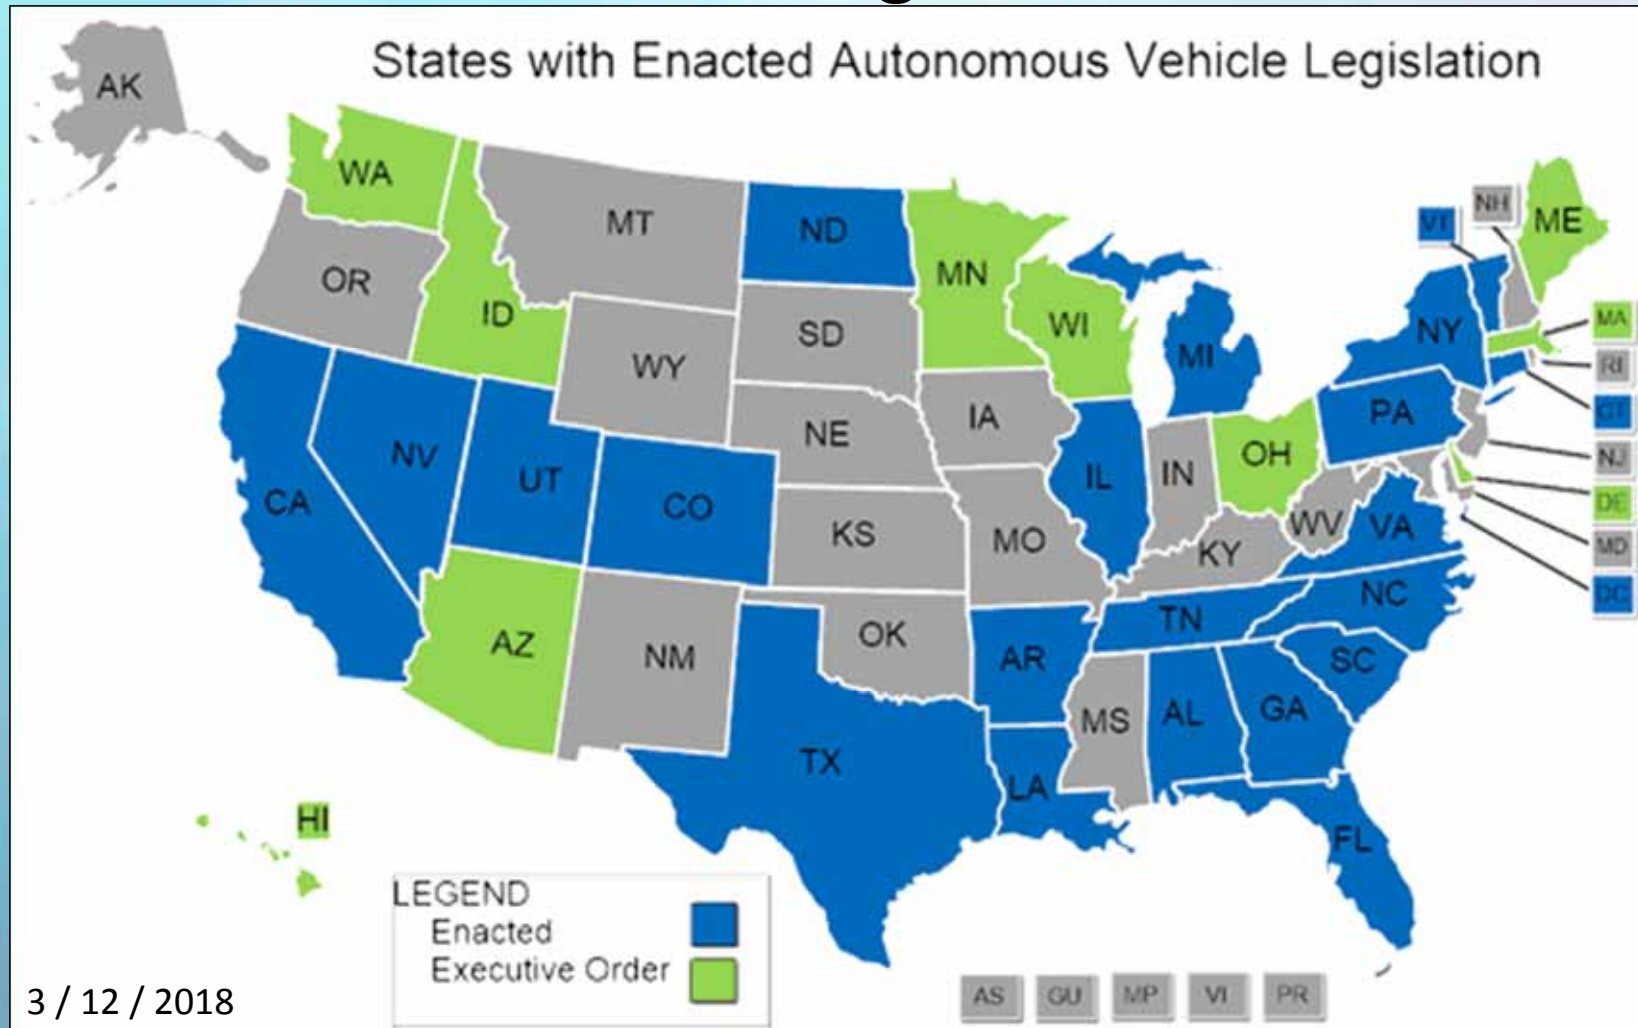 States with Enacted Autonomous Vehicle Legislation
AK
WA
MT
ND
MN
VT
NH
ME
OR
ID
WY
SD
WI
MI
NY
MA
RI
CT
NJ
DE
MD
DC
CA
NV
UT
CO
NE
IA
IL
IN
OH
PA
KS
MO
KY
WV
VA
AZ
NM
OK
AR
TN
NC
SC
TX
LA
MS
AL
GA
FL
HI
LEGEND
Enacted
Executive Order
3 / 12 / 2018
AS
GU
MP
VI
PR